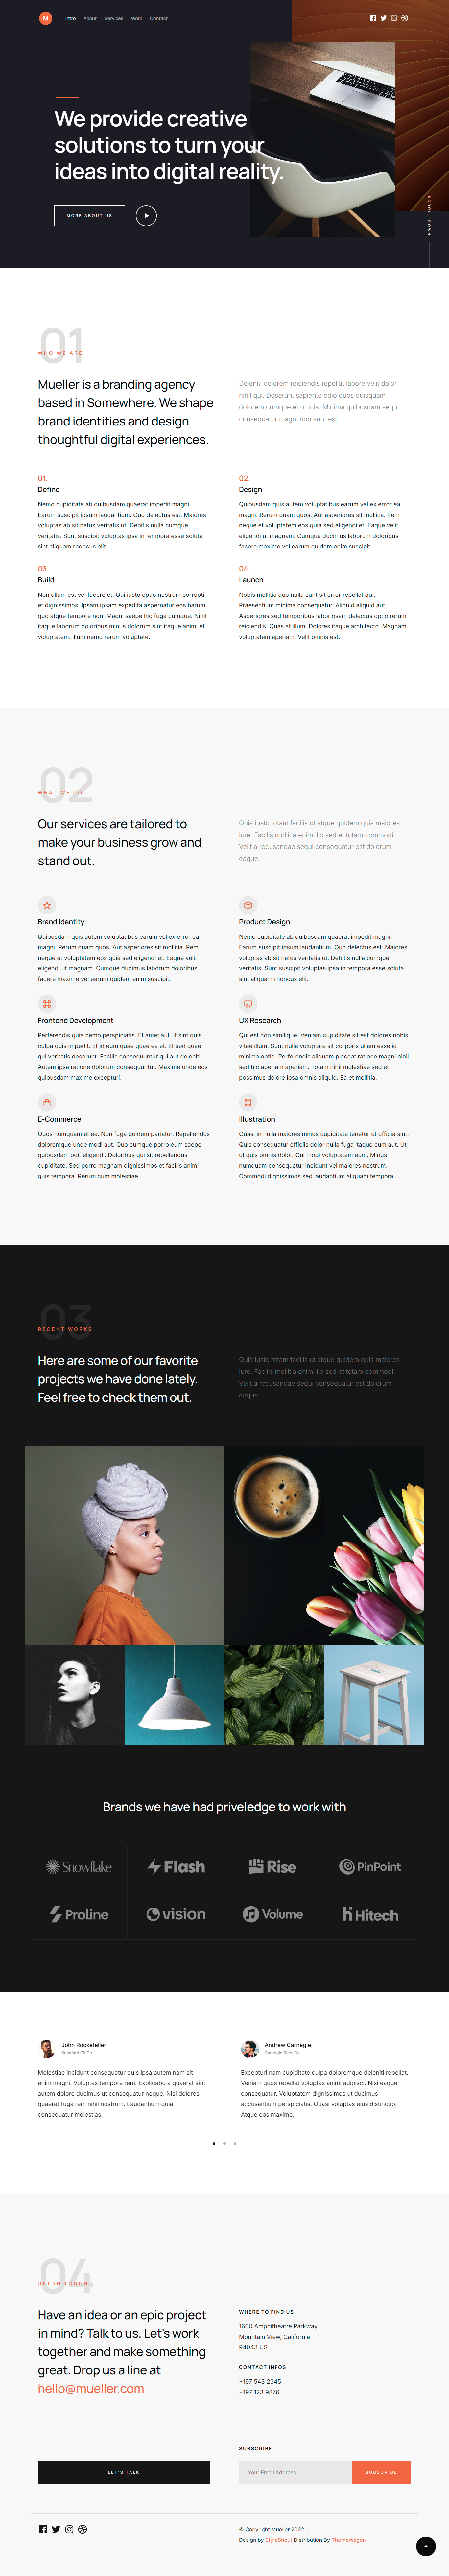 M
Intro About Services Work Contact
We provide creative
solutions to turn your
ideas into digital reality.
MORE ABOUT US
SCROLL DOWN
01
WHO WE ARE
Mueller is a branding agency
based in Somewhere. We shape
brand identities and design
thoughtful digital experiences.
Deleniti dolorem reiciendis repellat labore velit dolor
nihil qui. Deserunt sapiente odio quos quisquam
dolorem cumque et omnis. Minima quibusdam sequi
consequatur magni non sunt est.
01.
Define
Nemo cupiditate ab quibusdam quaerat impedit magni.
Earum suscipit ipsum laudantium. Quo delectus est. Maiores
voluptas ab sit natus veritatis ut. Debitis nulla cumque
veritatis. Sunt suscipit voluptas ipsa in tempora esse soluta
sint aliquam rhoncus elit.
02.
Design
Quibusdam quis autem voluptatibus earum vel ex error ea
magni. Rerum quam quos. Aut asperiores sit mollitia. Rem
neque et voluptatem eos quia sed eligendi et. Eaque velit
eligendi ut magnam. Cumque ducimus laborum doloribus
facere maxime vel earum quidem enim suscipit.
03.
Build
Non ullam est vel facere et. Qui iusto optio nostrum corrupti
et dignissimos. Ipsam ipsam expedita aspernatur eos harum
quo atque tempore non. Magni saepe hic fuga cumque. Nihil
itaque laborum doloribus minus dolorum sint itaque animi et
voluptatem. illum nemo rerum voluptate.
04.
Launch
Nobis mollitia quo nulla sunt sit error repellat qui.
Praesentium minima consequatur. Aliquid aliquid aut.
Asperiores sed temporibus laboriosam delectus optio rerum
reiciendis. Quas at illum. Dolores itaque architecto. Magnam
voluptatem aperiam. Velit omnis est.
02
WHAT WE DO
Our services are tailored to
make your business grow and
stand out.
Quia iusto totam facilis ut atque quidem quis maiores
iure. Facilis mollitia enim illo sed et totam commodi.
Velit a recusandae sequi consequatur est dolorum
eaque.
Brand Identity
Quibusdam quis autem voluptatibus earum vel ex error ea
magni. Rerum quam quos. Aut asperiores sit mollitia. Rem
neque et voluptatem eos quia sed eligendi et. Eaque velit
eligendi ut magnam. Cumque ducimus laborum doloribus
facere maxime vel earum quidem enim suscipit.
Product Design
Nemo cupiditate ab quibusdam quaerat impedit magni.
Earum suscipit ipsum laudantium. Quo delectus est. Maiores
voluptas ab sit natus veritatis ut. Debitis nulla cumque
veritatis. Sunt suscipit voluptas ipsa in tempora esse soluta
sint aliquam rhoncus elit.
Frontend Development
Perferendis quia nemo perspiciatis. Et amet aut ut sint quis
culpa quis impedit. Et id eum quae quae ea et. Et sed quae
qui veritatis deserunt. Facilis consequuntur qui aut deleniti.
Autem ipsa ratione dolorum consequuntur. Maxime unde eos
quibusdam maxime excepturi.
UX Research
Qui est non similique. Veniam cupiditate sit est dolores nobis
vitae illum. Sunt nulla voluptate sit corporis ullam esse id
minima optio. Perferendis aliquam placeat ratione magni nihil
sed hic aperiam aperiam. Totam nihil molestiae sed et
possimus dolore ipsa omnis aliquid. Ea et mollitia.
E-Commerce
Quos numquam et ea. Non fuga quidem pariatur. Repellendus
doloremque unde modi aut. Quo cumque porro eum saepe
quibusdam odit eligendi. Doloribus qui sit repellendus
cupiditate. Sed porro magnam dignissimos et facilis animi
quis tempora. Rerum cum molestiae.
Illustration
Quasi in nulla maiores minus cupiditate tenetur ut officia sint.
Quis consequatur officiis dolor nulla fuga itaque cum aut. Ut
ut quis omnis dolor. Qui modi voluptatem eum. Minus
numquam consequatur incidunt vel maiores nostrum.
Commodi dignissimos sed laudantium aliquam tempora.
03
RECENT WORKS
Here are some of our favorite
projects we have done lately.
Feel free to check them out.
Quia iusto totam facilis ut atque quidem quis maiores
iure. Facilis mollitia enim illo sed et totam commodi.
Velit a recusandae sequi consequatur est dolorum
eaque.
Brands we have had priveledge to work with
Snowflake Flash Rise PinPoint
Proline vision Volume Hitech
John Rockefeller
Standard Oil Co.
Molestiae incidunt consequatur quis ipsa autem nam sit
enim magni. Voluptas tempore rem. Explicabo a quaerat sint
autem dolore ducimus ut consequatur neque. Nisi dolores
quaerat fuga rem nihil nostrum. Laudantium quia
consequatur molestias.
Andrew Carnegie
Carnegie Steel Co.
Excepturi nam cupiditate culpa doloremque deleniti repellat.
Veniam quos repellat voluptas animi adipisci. Nisi eaque
consequatur. Voluptatem dignissimos ut ducimus
accusantium perspiciatis. Quasi voluptas eius distinctio.
Atque eos maxime.
04
GET IN TOUCH
Have an idea or an epic project
in mind? Talk to us. Let's work
together and make something
great. Drop us a line at
hello@mueller.com
WHERE TO FIND US
1600 Amphitheatre Parkway
Mountain View, California
94043 US
CONTACT INFOS
+197 543 2345
+197 123 9876
LET'S TALK
SUBSCRIBE
Your Email Address
SUBSCRIBE
© Copyright Mueller 2022
Design by StyleShout Distribution By ThemeWagon